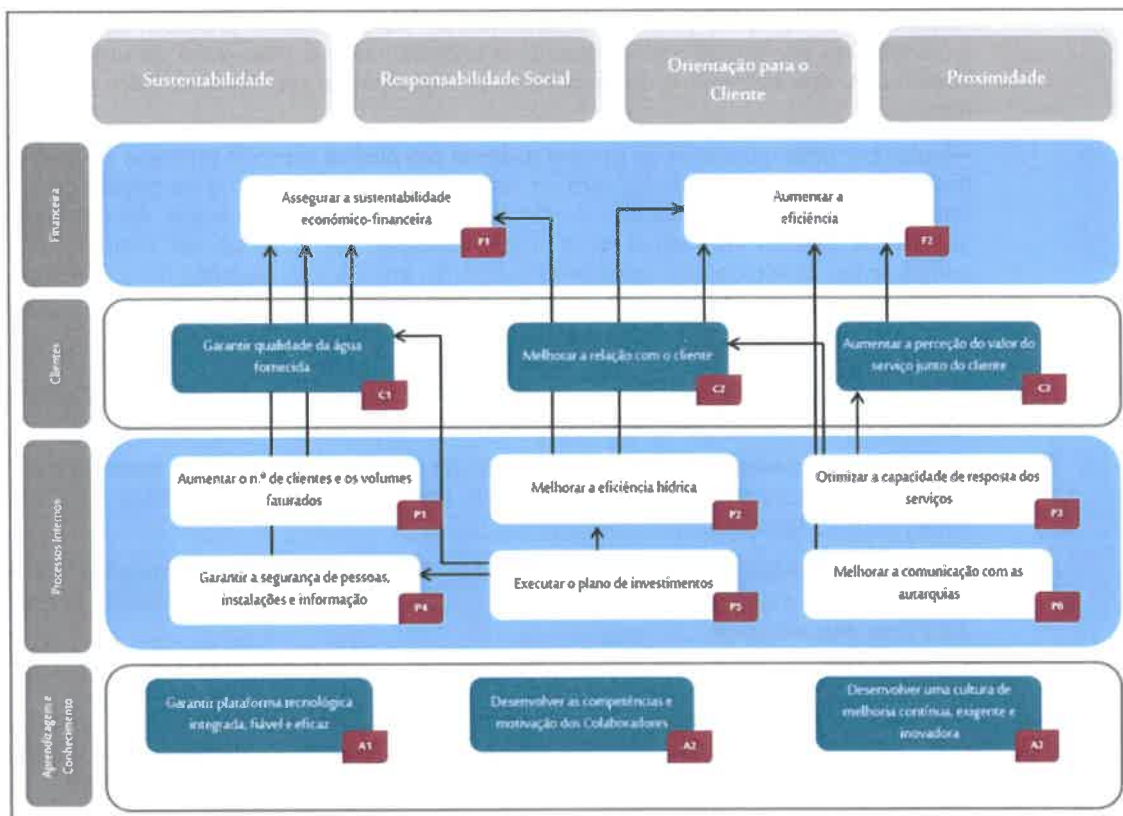 Sustentabilidade
Responsabilidade Social
Orientação para o
Cliente
Proximidade
Financeira
Assegurar a sustentabilidade
económico-financeira
F1
Aumentar a
eficiência
F2
Clientes
Garantir qualidade da água
fornecida
C1
Melhorar a relação com o cliente
C2
Aumentar a perceção do valor do
serviço junto do cliente
C3
Processos Internos
Aumentar o n.º de clientes e os volumes
faturados
P1
Melhorar a eficiência hídrica
P2
Otimizar a capacidade de resposta dos
serviços
P3
Garantir a segurança de pessoas,
instalações e informação
P4
Executar o plano de investimentos
P5
Melhorar a comunicação com as
autarquias
P6
Aprendizagem e
Conhecimento
Garantir plataforma tecnológica
integrada, fiável e eficaz
A1
Desenvolver as competências e
motivação dos Colaboradores
A2
Desenvolver uma cultura de
melhoria contínua, exigente e
inovadora
A3